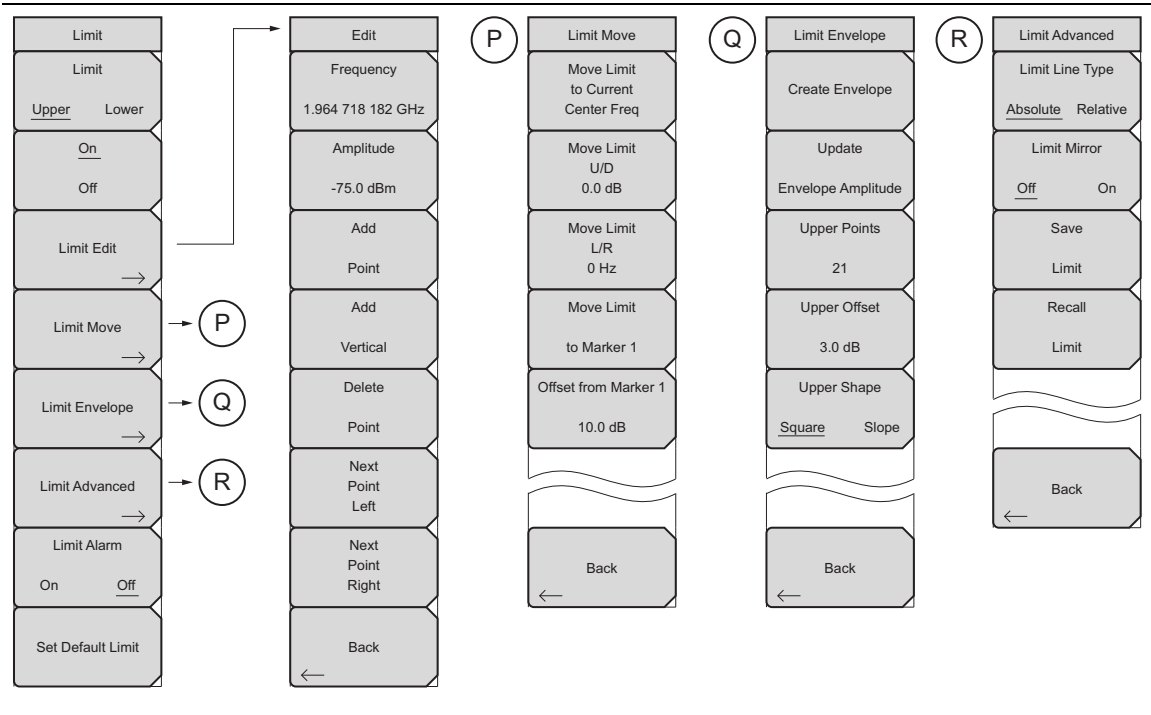 Limit
Limit
Upper Lower
On
Off
Limit Edit
Limit Move
Limit Envelope
Limit Advanced
Limit Alarm
On Off
Set Default Limit
P
Q
R
Edit
Frequency
1.964 718 182 GHz
Amplitude
-75.0 dBm
Add
Point
Add
Vertical
Delete
Point
Next
Point
Left
Next
Point
Right
Back
P
Limit Move
Move Limit
to Current
Center Freq
Move Limit
U/D
0.0 dB
Move Limit
L/R
0 Hz
Move Limit
to Marker 1
Offset from Marker 1
10.0 dB
Back
Q
Limit Envelope
Create Envelope
Update
Envelope Amplitude
Upper Points
21
Upper Offset
3.0 dB
Upper Shape
Square Slope
Back
R
Limit Advanced
Limit Line Type
Absolute Relative
Limit Mirror
Off On
Save
Limit
Recall
Limit
Back